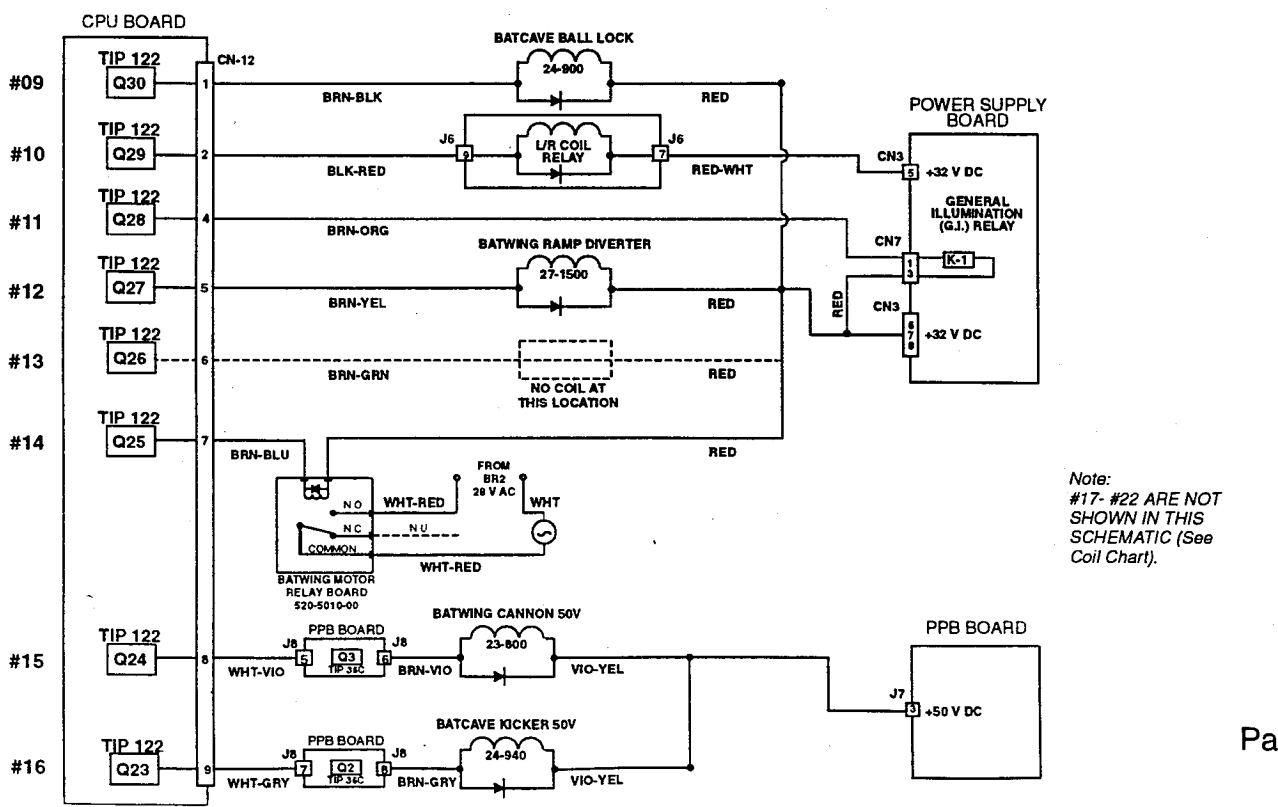 CPU BOARD
CN-12
#09
TIP 122
Q30
1
BRN-BLK
BATCAVE BALL LOCK
24-900
RED
#10
TIP 122
Q29
2
BLK-RED
J6
9
L/R COIL
RELAY
J6
7
RED-WHT
#11
TIP 122
Q28
4
BRN-ORG
#12
TIP 122
Q27
5
BRN-YEL
BATWING RAMP DIVERTER
27-1500
RED
#13
TIP 122
Q26
6
BRN-GRN
NO COIL AT
THIS LOCATION
RED
#14
TIP 122
Q25
7
BRN-BLU
RED
POWER SUPPLY
BOARD
CN3
5
+32 V DC
GENERAL
ILLUMINATION
(G.I.) RELAY
CN7
1
3
K-1
RED
CN3
6
7
8
+32 V DC
FROM
BR2
28 V AC
NO
WHT-RED
WHT
NC
NU
COMMON
WHT-RED
BATWING MOTOR
RELAY BOARD
520-5010-00
Note:
#17- #22 ARE NOT
SHOWN IN THIS
SCHEMATIC (See
Coil Chart).
#15
TIP 122
Q24
8
WHT-VIO
PPB BOARD
J8
5
Q3
TIP 36C
J8
6
BRN-VIO
BATWING CANNON 50V
23-800
VIO-YEL
#16
TIP 122
Q23
9
WHT-GRY
PPB BOARD
J8
7
Q2
TIP 36C
J8
8
BRN-GRY
BATCAVE KICKER 50V
24-940
VIO-YEL
PPB BOARD
J7
3
+50 V DC
Pa